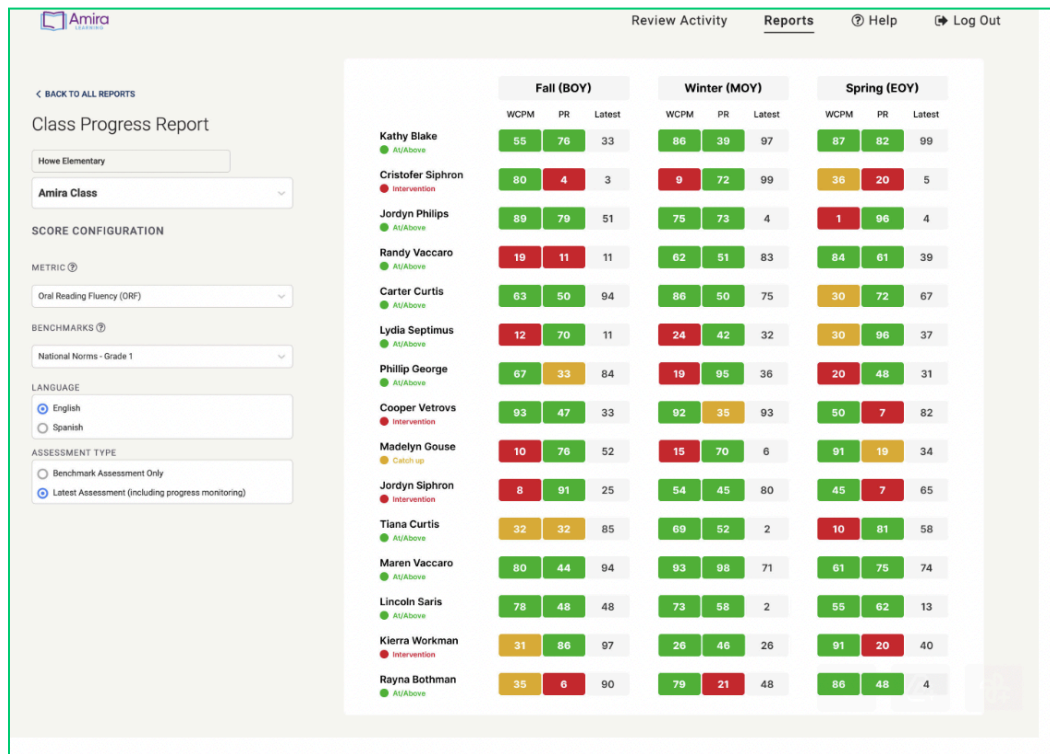 Amira
LEARNING
Review Activity Reports Help Log Out
BACK TO ALL REPORTS
Class Progress Report
Howe Elementary
Amira Class
SCORE CONFIGURATION
METRIC
Oral Reading Fluency (ORF)
BENCHMARKS
National Norms - Grade 1
LANGUAGE
English
Spanish
ASSESSMENT TYPE
Benchmark Assessment Only
Latest Assessment (including progress monitoring)
Fall (BOY) Winter (MOY) Spring (EOY)
WCPM PR Latest WCPM PR Latest WCPM PR Latest
Kathy Blake 55 76 33 86 39 97 87 82 99
At/Above
Cristofer Siphron 80 4 3 9 72 99 36 20 5
Intervention
Jordyn Philips 89 79 51 75 73 4 1 96 4
At/Above
Randy Vaccaro 19 11 11 62 51 83 84 61 39
At/Above
Carter Curtis 63 50 94 86 50 75 30 72 67
At/Above
Lydia Septimus 12 70 11 24 42 32 30 96 37
At/Above
Phillip George 67 33 84 19 95 36 20 48 31
At/Above
Cooper Vetrovs 93 47 33 92 35 93 50 7 82
Intervention
Madelyn Gouse 10 76 52 15 70 6 91 19 34
Catch up
Jordyn Siphron 8 91 25 54 45 80 45 7 65
Intervention
Tiana Curtis 32 32 85 69 52 2 10 81 58
At/Above
Maren Vaccaro 80 44 94 93 98 71 61 75 74
At/Above
Lincoln Saris 78 48 48 73 58 2 55 62 13
At/Above
Kierra Workman 31 86 97 26 46 26 91 20 40
Intervention
Rayna Bothman 35 6 90 79 21 48 86 48 4
At/Above